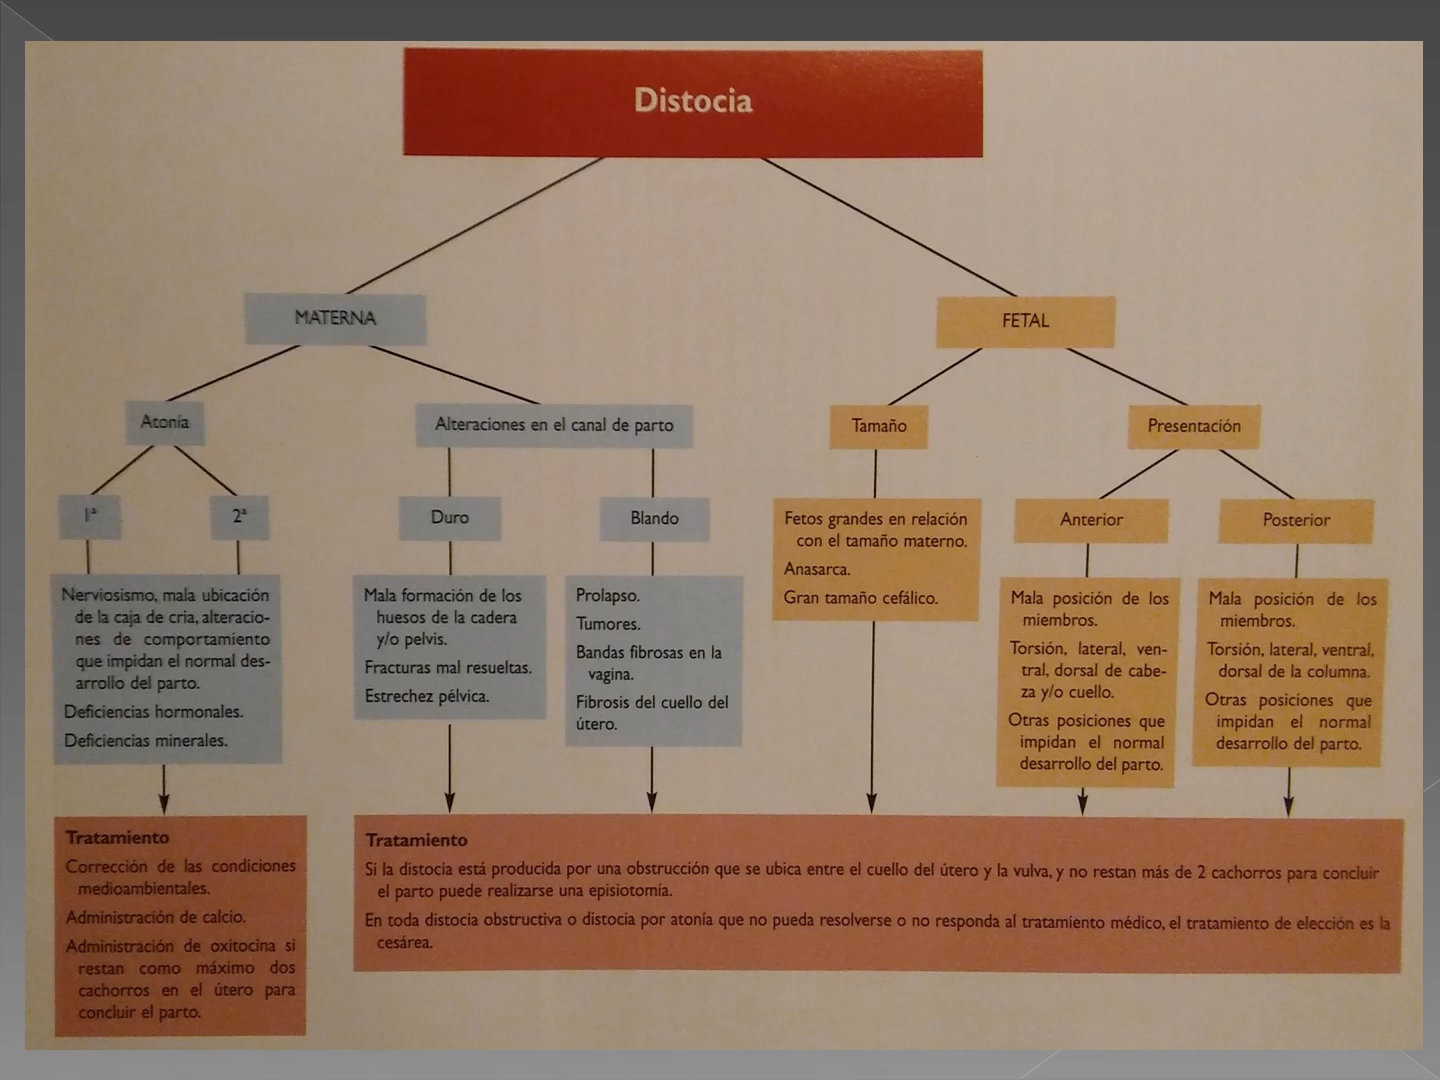 Distocia
MATERNA
FETAL
Atonía
Alteraciones en el canal de parto
Tamaño
Presentación
1ª
2ª
Duro
Blando
Anterior
Posterior
Nerviosismo, mala ubicación
de la caja de cria, alteracio-
nes de comportamiento
que impidan el normal des-
arrollo del parto.
Deficiencias hormonales.
Deficiencias minerales.
Mala formación de los
huesos de la cadera
y/o pelvis.
Fracturas mal resueltas.
Estrechez pélvica.
Prolapso.
Tumores.
Bandas fibrosas en la
vagina.
Fibrosis del cuello del
útero.
Fetos grandes en relación
con el tamaño materno.
Anasarca.
Gran tamaño cefálico.
Mala posición de los
miembros.
Torsión, lateral, ven-
tral, dorsal de cabe-
za y/o cuello.
Otras posiciones que
impidan el normal
desarrollo del parto.
Mala posición de los
miembros.
Torsión, lateral, ventral,
dorsal de la columna.
Otras posiciones que
impidan el normal
desarrollo del parto.
Tratamiento
Corrección de las condiciones
medioambientales.
Administración de calcio.
Administración de oxitocina si
restan como máximo dos
cachorros en el útero para
concluir el parto.
Tratamiento
Si la distocia está producida por una obstrucción que se ubica entre el cuello del útero y la vulva, y no restan más de 2 cachorros para concluir
el parto puede realizarse una episiotomía.
En toda distocia obstructiva o distocia por atonía que no pueda resolverse o no responda al tratamiento médico, el tratamiento de elección es la
cesárea.